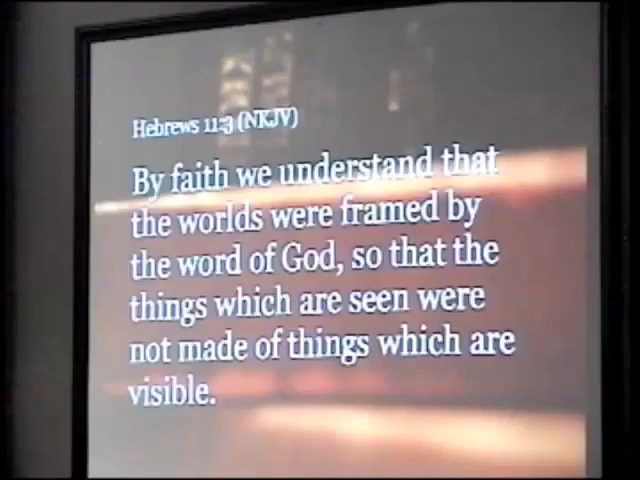 Hebrews 11:3 (NKJV)
By faith we understand that
the worlds were framed by
the word of God, so that the
things which are seen were
not made of things which are
visible.